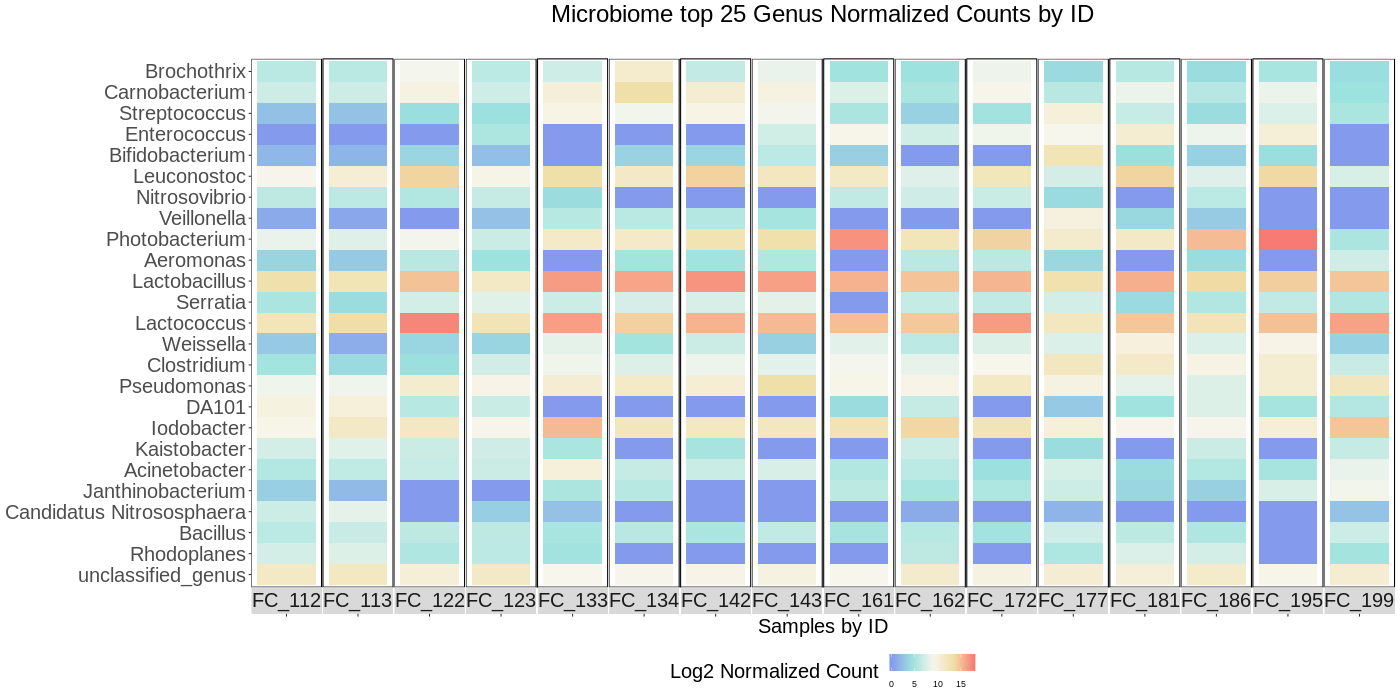 Microbiome top 25 Genus Normalized Counts by ID
Brochothrix
Carnobacterium
Streptococcus
Enterococcus
Bifidobacterium
Leuconostoc
Nitrosovibrio
Veillonella
Photobacterium
Aeromonas
Lactobacillus
Serratia
Lactococcus
Weissella
Clostridium
Pseudomonas
DA101
Iodobacter
Kaistobacter
Acinetobacter
Janthinobacterium
Candidatus Nitrososphaera
Bacillus
Rhodoplanes
unclassified_genus
FC_112 FC_113 FC_122 FC_123 FC_133 FC_134 FC_142 FC_143 FC_161 FC_162 FC_172 FC_177 FC_181 FC_186 FC_195 FC_199
Samples by ID
Log2 Normalized Count
0 5 10 15